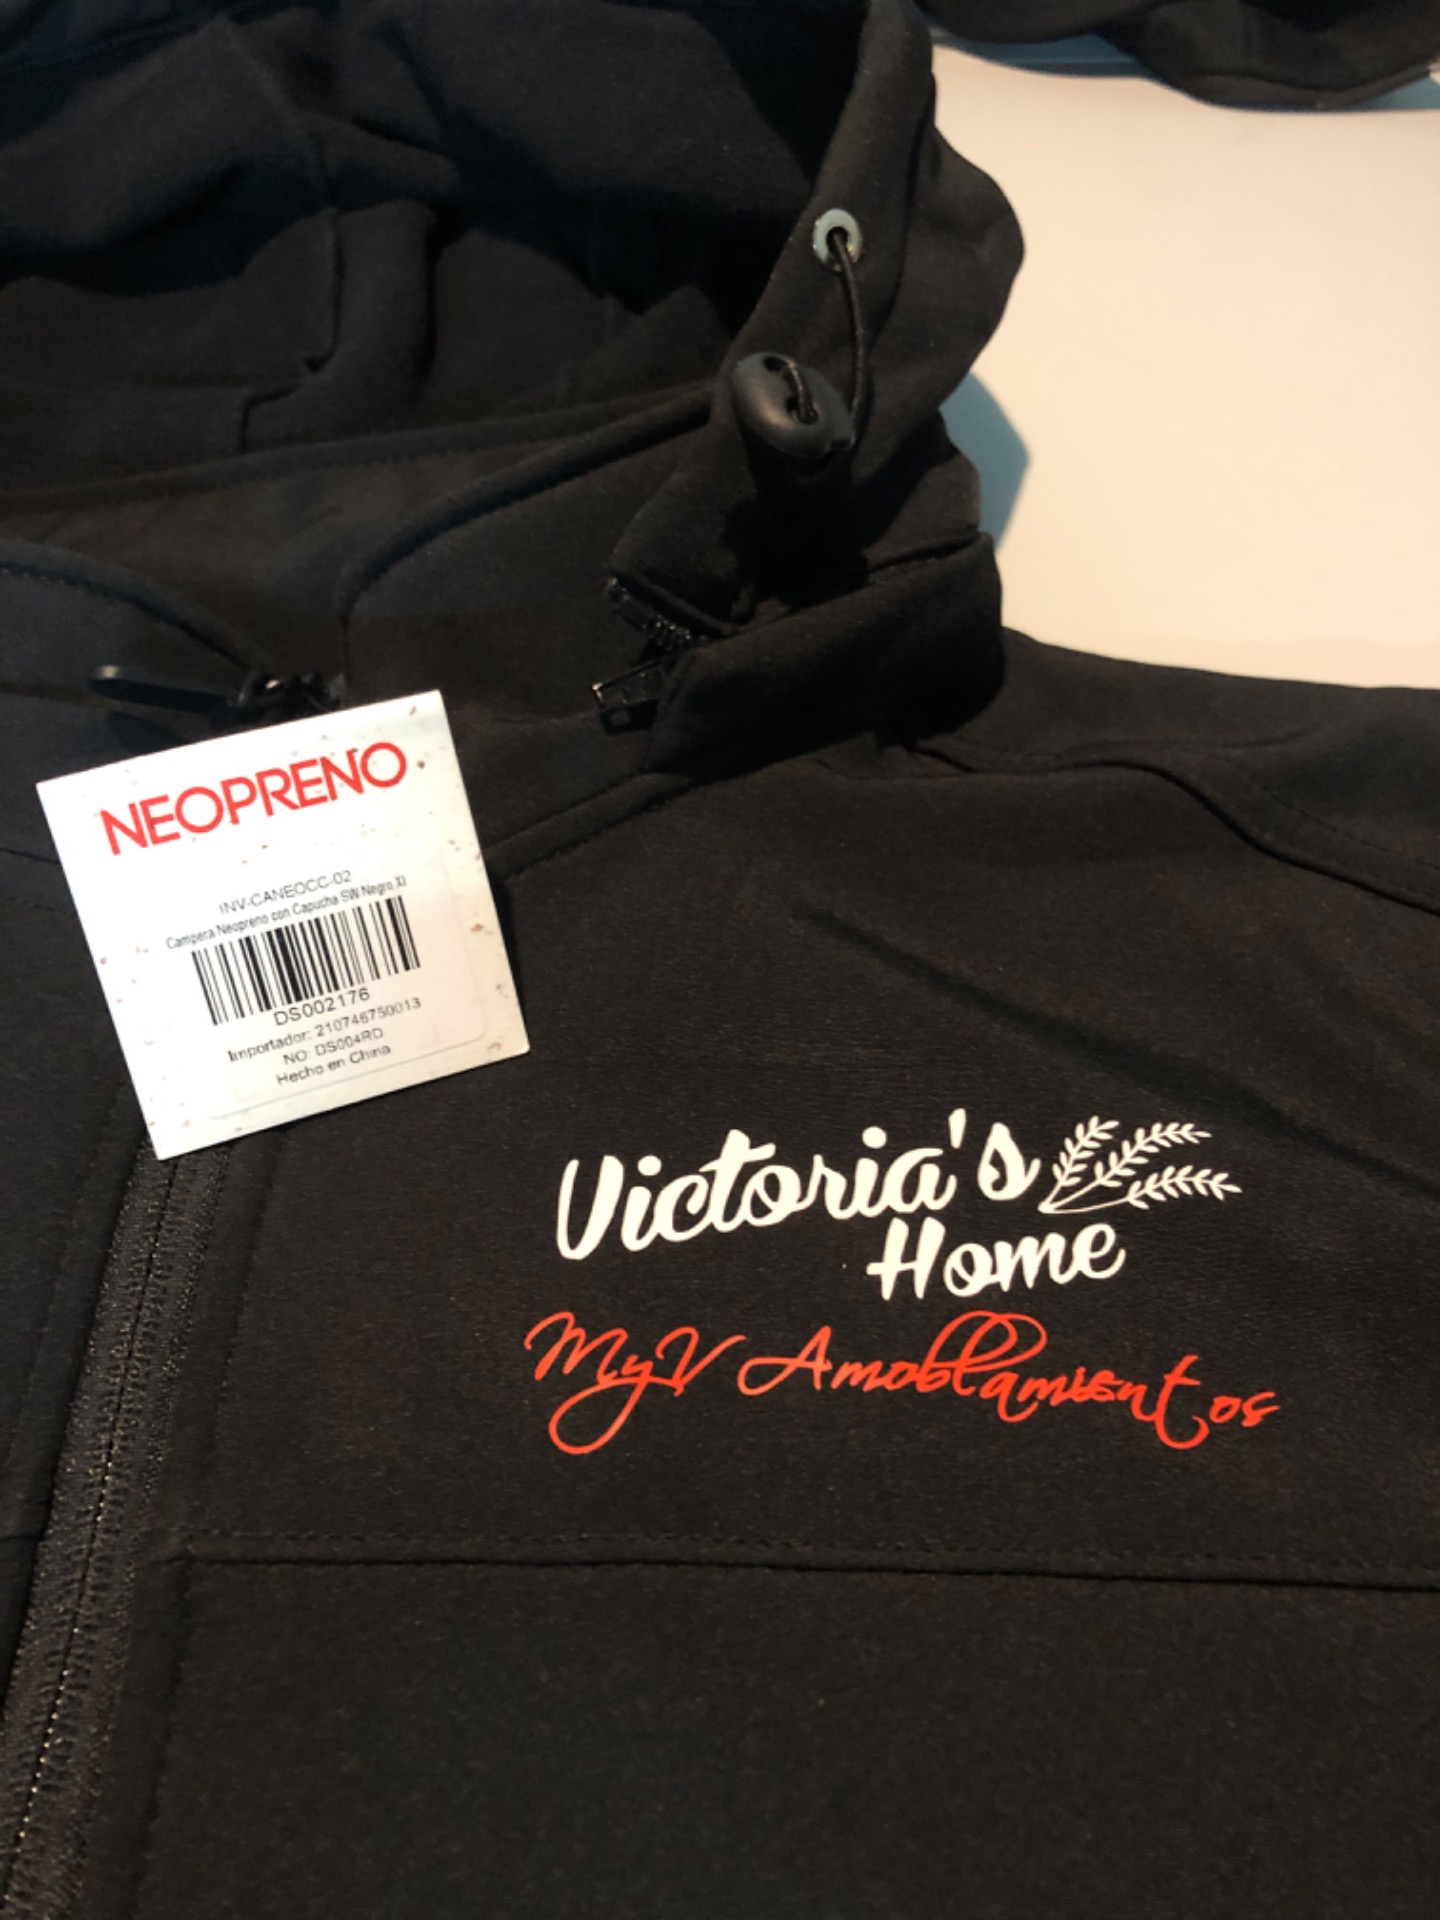 NEOPRENO
INV-CANEOCC-02
Campera Neopreno con Capucha SW Negro Xl
DS002176
Importador: 210746750013
NO: DS004RD
Hecho en China
Victoria's
Home
MyV Amoblamientos